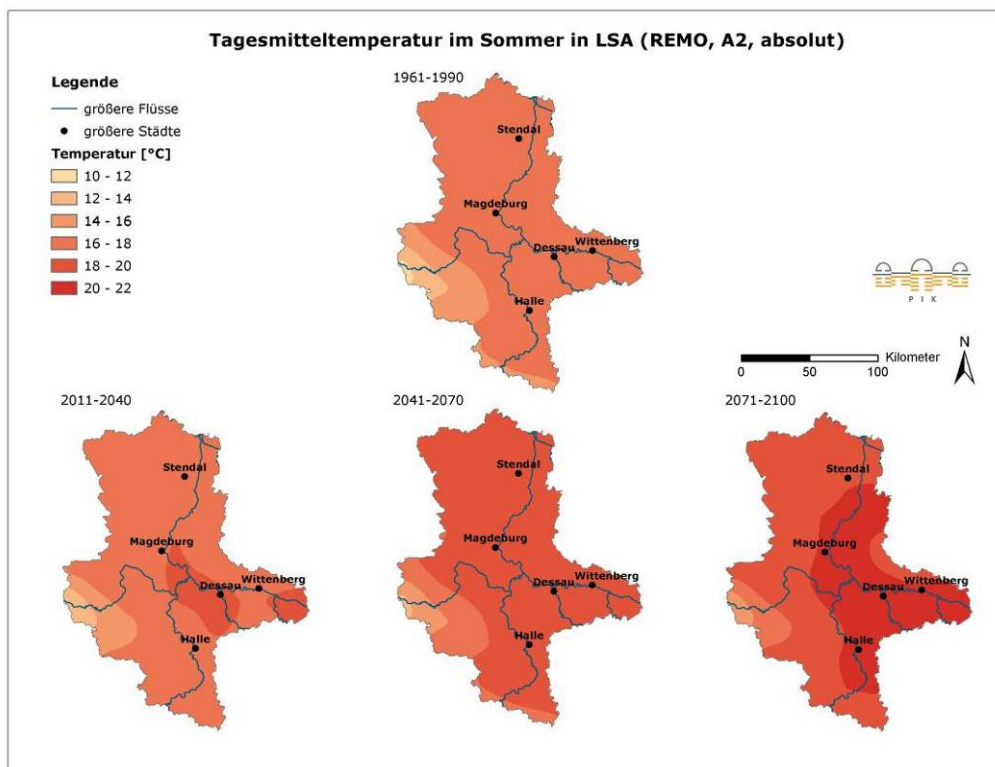 Tagesmitteltemperatur im Sommer in LSA (REMO, A2, absolut)
Legende
größere Flüsse
größere Städte
Temperatur [°C]
10 - 12
12 - 14
14 - 16
16 - 18
18 - 20
20 - 22
1961-1990
Stendal
Magdeburg
Dessau
Wittenberg
Halle
P I K
Kilometer
0 50 100
N
2011-2040
Stendal
Magdeburg
Dessau
Wittenberg
Halle
2041-2070
Stendal
Magdeburg
Dessau
Wittenberg
Halle
2071-2100
Stendal
Magdeburg
Dessau
Wittenberg
Halle